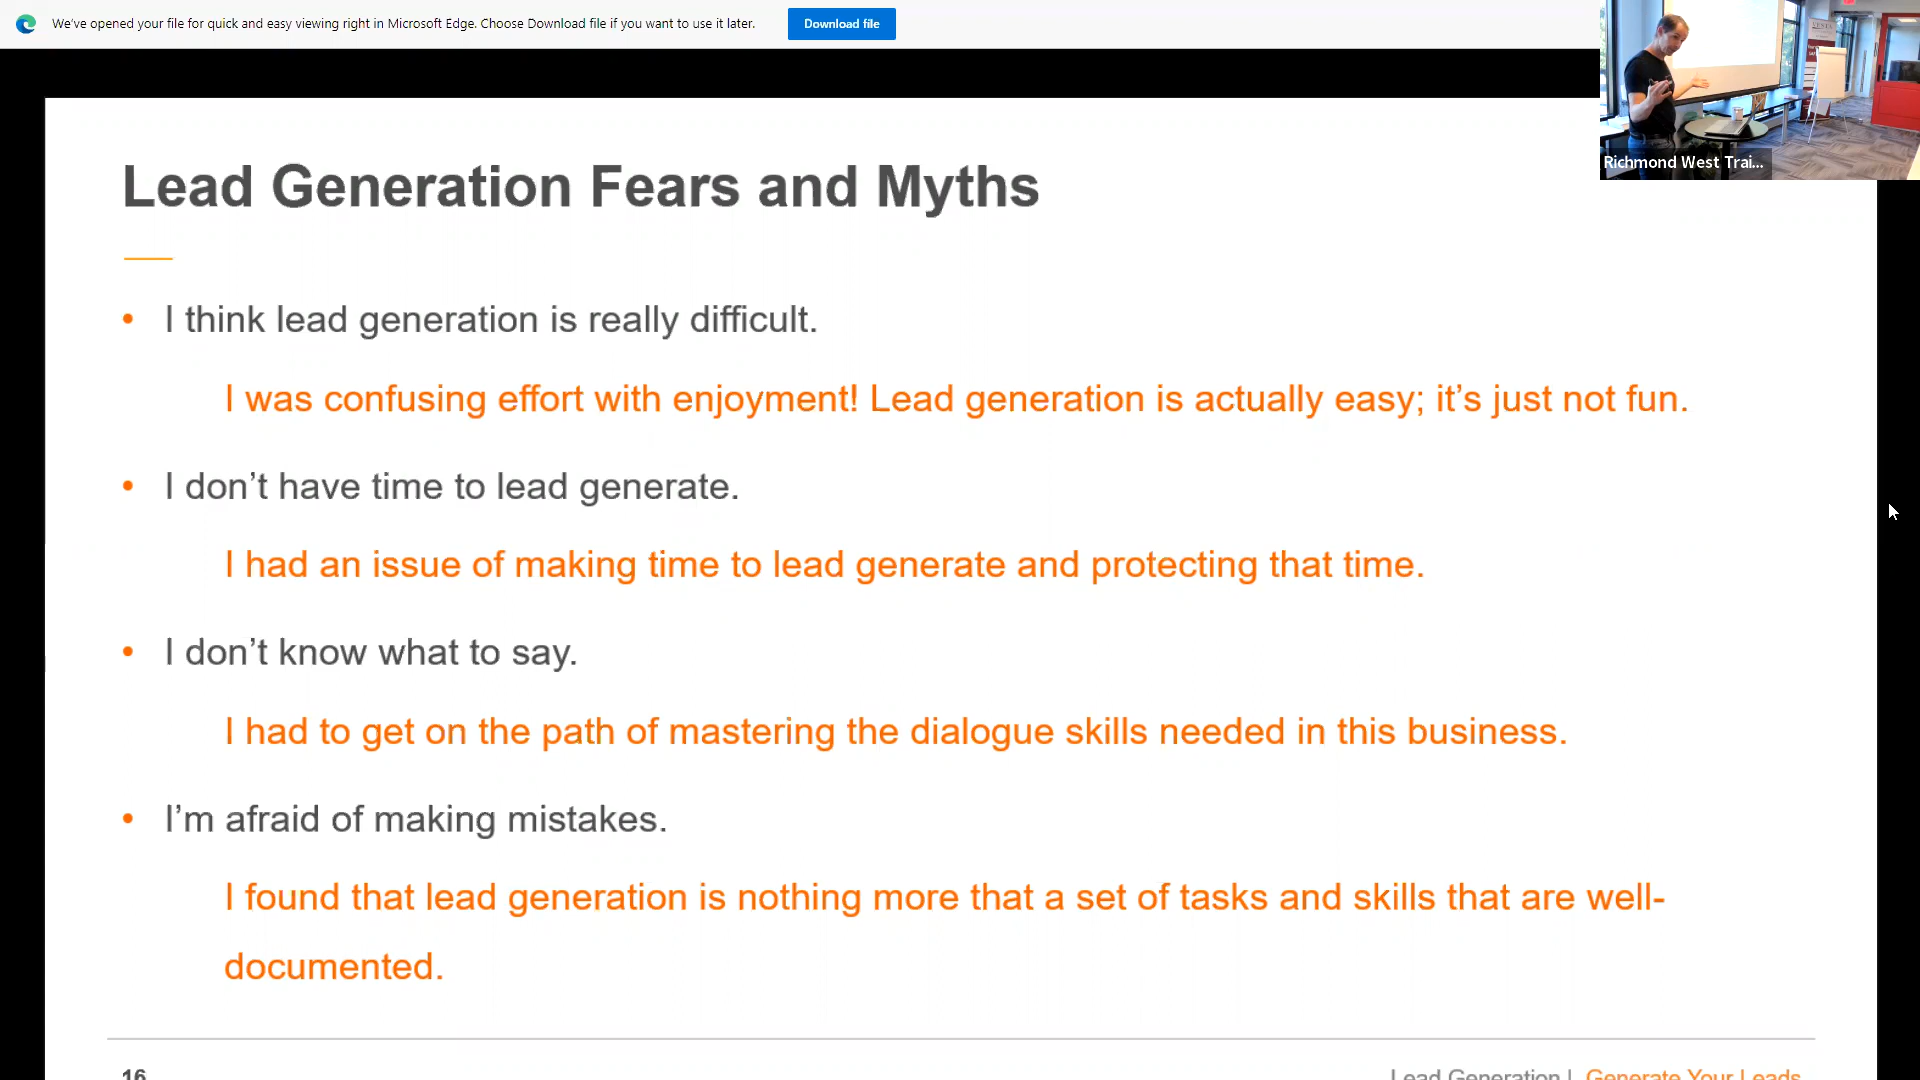 We've opened your file for quick and easy viewing right in Microsoft Edge. Choose Download file if you want to use it later.
Download file
Richmond West Trai...
Lead Generation Fears and Myths
• I think lead generation is really difficult.
I was confusing effort with enjoyment! Lead generation is actually easy; it’s just not fun.
• I don’t have time to lead generate.
I had an issue of making time to lead generate and protecting that time.
• I don’t know what to say.
I had to get on the path of mastering the dialogue skills needed in this business.
• I’m afraid of making mistakes.
I found that lead generation is nothing more that a set of tasks and skills that are well-
documented.
16
Lead Generation | Generate Your Leads